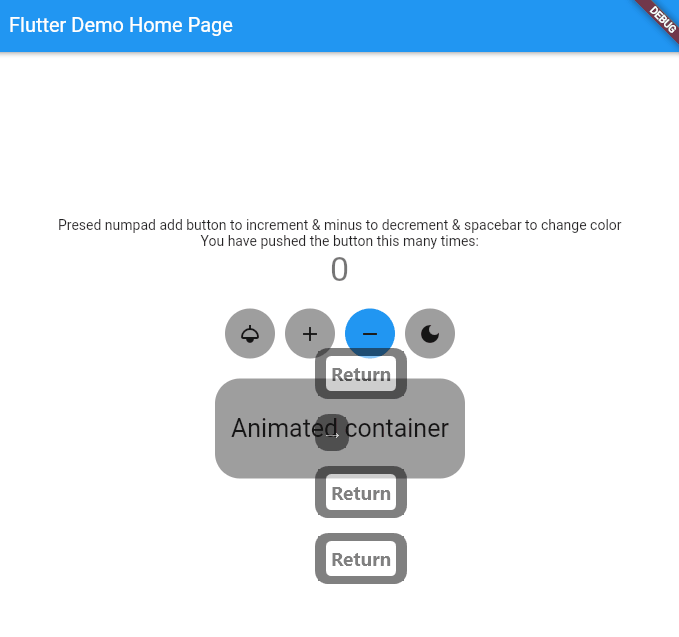 Flutter Demo Home Page
DEBUG
Presed numpad add button to increment & minus to decrement & spacebar to change color
You have pushed the button this many times:
0
+
−
Return
Animated container
→
Return
Return